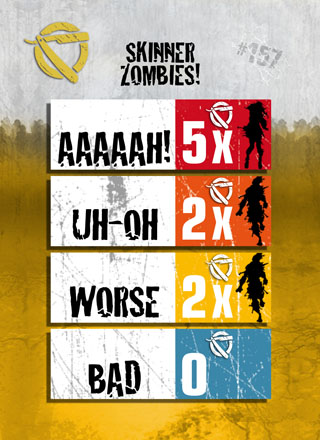 SKINNER
ZOMBIES!
#157
AAAAAH! 5X
UH-OH 2X
WORSE 2X
BAD 0